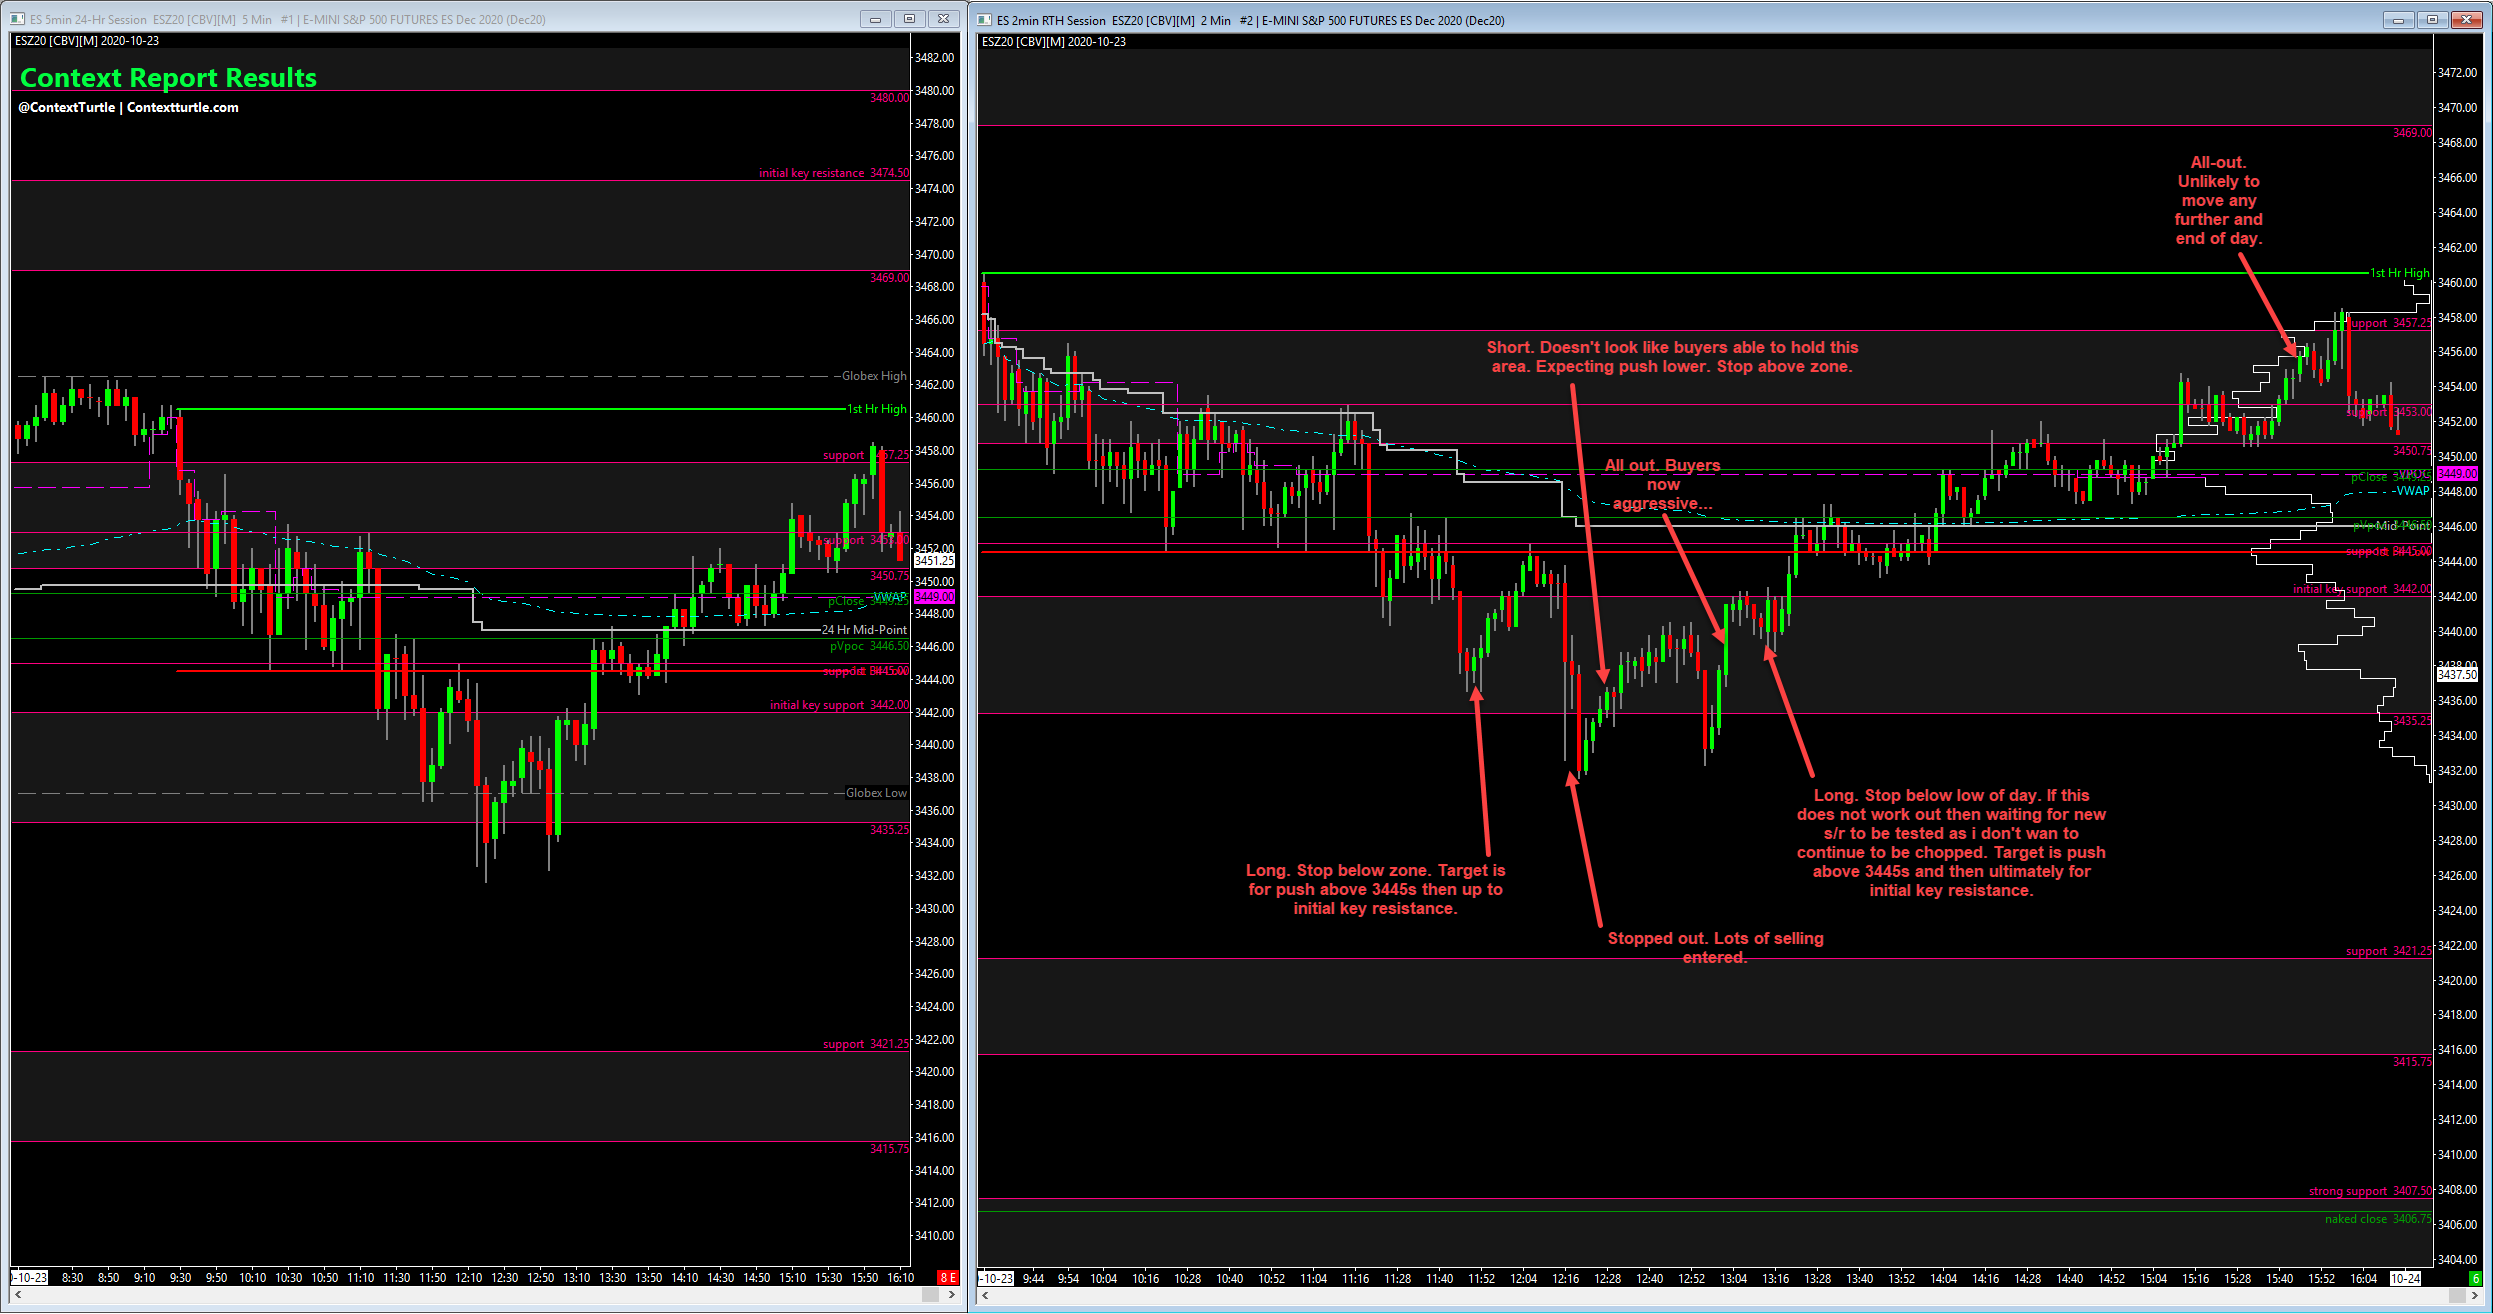 ES 5min 24-Hr Session ESZ20 [CBV][M] 5 Min #1 | E-MINI S&P 500 FUTURES ES Dec 2020 (Dec20)
ESZ20 [CBV][M] 2020-10-23
Context Report Results
@ContextTurtle | Contextturtle.com
3480.00
initial key resistance 3474.50
3469.00
Globex High
1st Hr High
support
support
3450.75
VWAP
pClose 3449.25
24 Hr Mid-Point
pVpoc 3446.50
support
initial key support 3442.00
Globex Low
3435.25
support 3421.25
3415.75
3482.00
3480.00
3478.00
3476.00
3474.00
3472.00
3470.00
3468.00
3466.00
3464.00
3462.00
3460.00
3458.00
3456.00
3454.00
3452.00
3451.25
3450.00
3449.00
3448.00
3446.00
3444.00
3442.00
3440.00
3438.00
3436.00
3434.00
3432.00
3430.00
3428.00
3426.00
3424.00
3422.00
3420.00
3418.00
3416.00
3414.00
3412.00
3410.00
0-10-23 8:30 8:50 9:10 9:30 9:50 10:10 10:30 10:50 11:10 11:30 11:50 12:10 12:30 12:50 13:10 13:30 13:50 14:10 14:30 14:50 15:10 15:30 15:50 16:10 8 E
ES 2min RTH Session ESZ20 [CBV][M] 2 Min #2 | E-MINI S&P 500 FUTURES ES Dec 2020 (Dec20)
ESZ20 [CBV][M] 2020-10-23
3469.00
All-out.
Unlikely to
move any
further and
end of day.
1st Hr High
support 3457.25
Short. Doesn't look like buyers able to hold this
area. Expecting push lower. Stop above zone.
support 3453.00
3450.75
All out. Buyers
now
aggressive...
pClose 3449.25
VWAP
Mid-Point
support 3445.00
initial key support 3442.00
3435.25
Long. Stop below low of day. If this
does not work out then waiting for new
s/r to be tested as i don't wan to
continue to be chopped. Target is push
above 3445s and then ultimately for
initial key resistance.
Long. Stop below zone. Target is
for push above 3445s then up to
initial key resistance.
Stopped out. Lots of selling
entered.
support 3421.25
3415.75
strong support 3407.50
naked close 3406.75
3472.00
3470.00
3468.00
3466.00
3464.00
3462.00
3460.00
3458.00
3456.00
3454.00
3452.00
3450.00
3449.00
3448.00
3446.00
3444.00
3442.00
3440.00
3438.00
3437.50
3436.00
3434.00
3432.00
3430.00
3428.00
3426.00
3424.00
3422.00
3420.00
3418.00
3416.00
3414.00
3412.00
3410.00
3408.00
3406.00
3404.00
0-10-23 9:44 9:54 10:04 10:16 10:28 10:40 10:52 11:04 11:16 11:28 11:40 11:52 12:04 12:16 12:28 12:40 12:52 13:04 13:16 13:28 13:40 13:52 14:04 14:16 14:28 14:40 14:52 15:04 15:16 15:28 15:40 15:52 16:04 10-24 6